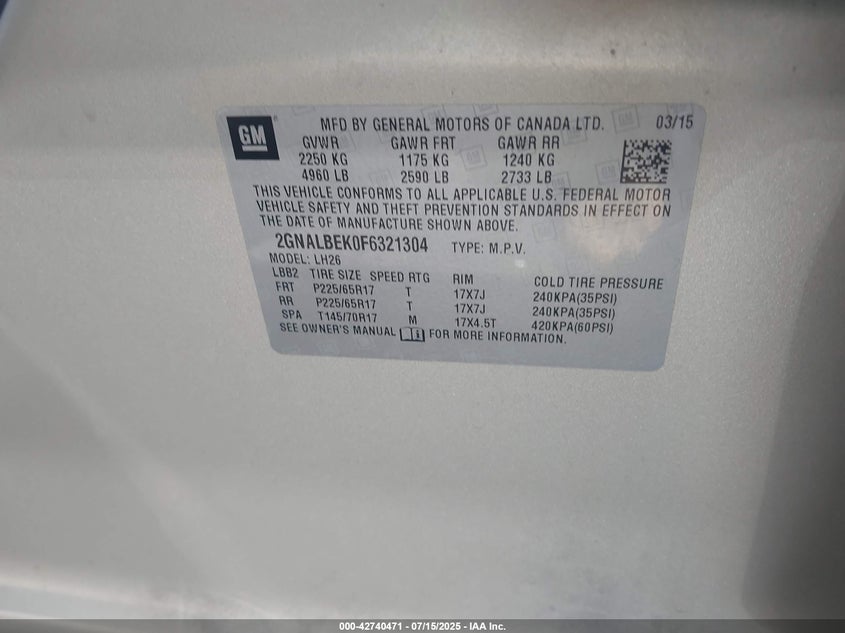 GM
MFD BY GENERAL MOTORS OF CANADA LTD. 03/15
GVWR GAWR FRT GAWR RR
2250 KG 1175 KG 1240 KG
4960 LB 2590 LB 2733 LB
THIS VEHICLE CONFORMS TO ALL APPLICABLE U.S. FEDERAL MOTOR
VEHICLE SAFETY AND THEFT PREVENTION STANDARDS IN EFFECT ON
THE DATE OF MANUFACTURE SHOWN ABOVE.
2GNALBEK0F6321304 TYPE: M.P.V.
MODEL: LH26
LBB2 TIRE SIZE SPEED RTG RIM COLD TIRE PRESSURE
FRT P225/65R17 T 17X7J 240KPA(35PSI)
RR P225/65R17 T 17X7J 240KPA(35PSI)
SPA T145/70R17 M 17X4.5T 420KPA(60PSI)
SEE OWNER'S MANUAL FOR MORE INFORMATION.
000-42740471 - 07/15/2025 - IAA Inc.